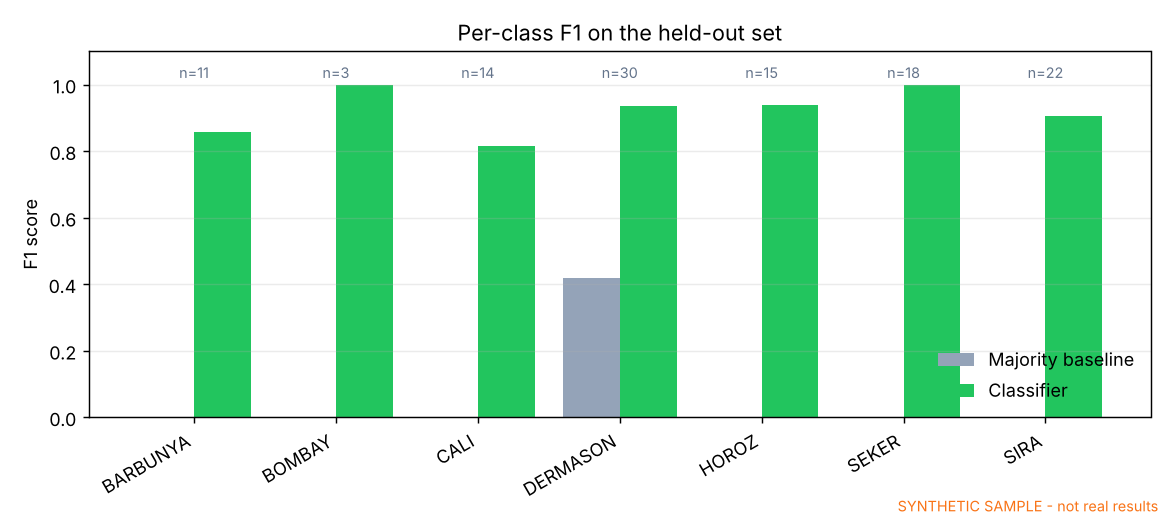 Per-class F1 on the held-out set
n=11 n=3 n=14 n=30 n=15 n=18 n=22
1.0
0.8
0.6
0.4
0.2
0.0
F1 score
Majority baseline
Classifier
BARBUNYA BOMBAY CALI DERMASON HOROZ SEKER SIRA
SYNTHETIC SAMPLE - not real results